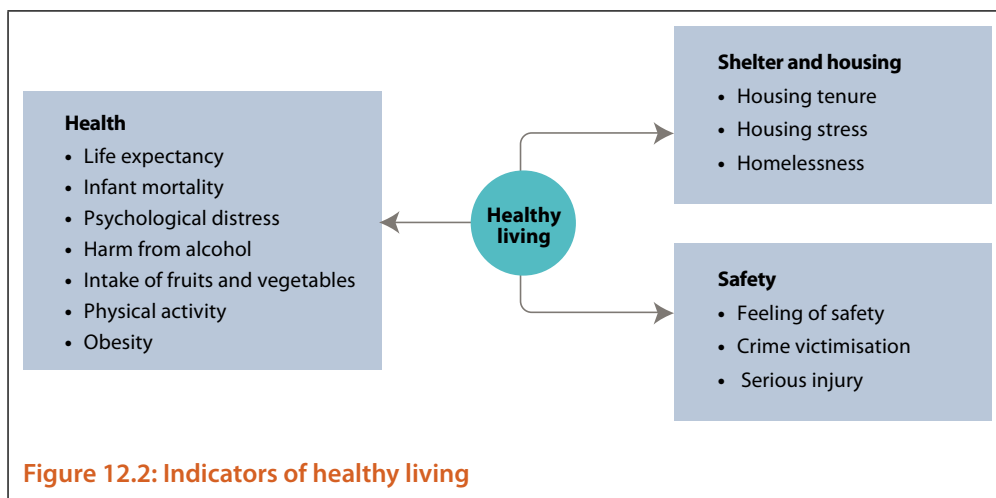 Health
• Life expectancy
• Infant mortality
• Psychological distress
• Harm from alcohol
• Intake of fruits and vegetables
• Physical activity
• Obesity
Healthy
living
Shelter and housing
• Housing tenure
• Housing stress
• Homelessness
Safety
• Feeling of safety
• Crime victimisation
• Serious injury
Figure 12.2: Indicators of healthy living